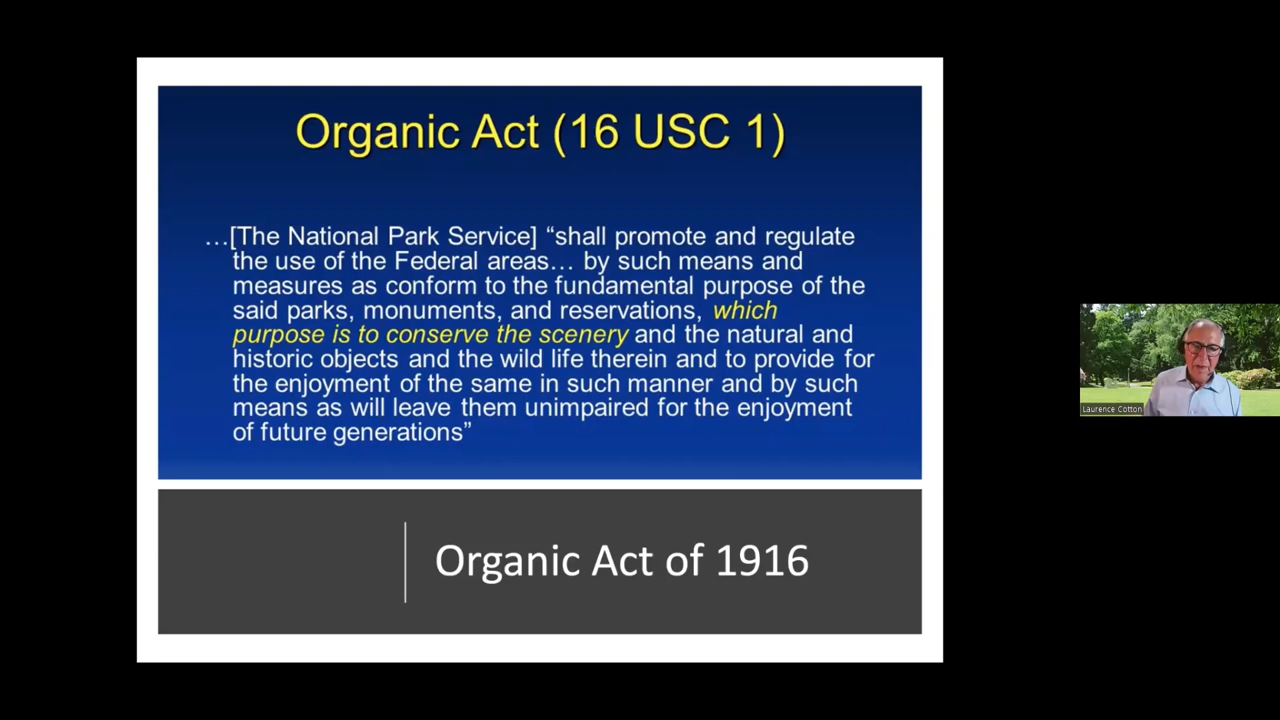 Organic Act (16 USC 1)
…[The National Park Service] “shall promote and regulate
the use of the Federal areas… by such means and
measures as conform to the fundamental purpose of the
said parks, monuments, and reservations, which
purpose is to conserve the scenery and the natural and
historic objects and the wild life therein and to provide for
the enjoyment of the same in such manner and by such
means as will leave them unimpaired for the enjoyment
of future generations”
Organic Act of 1916
Laurence Cotton